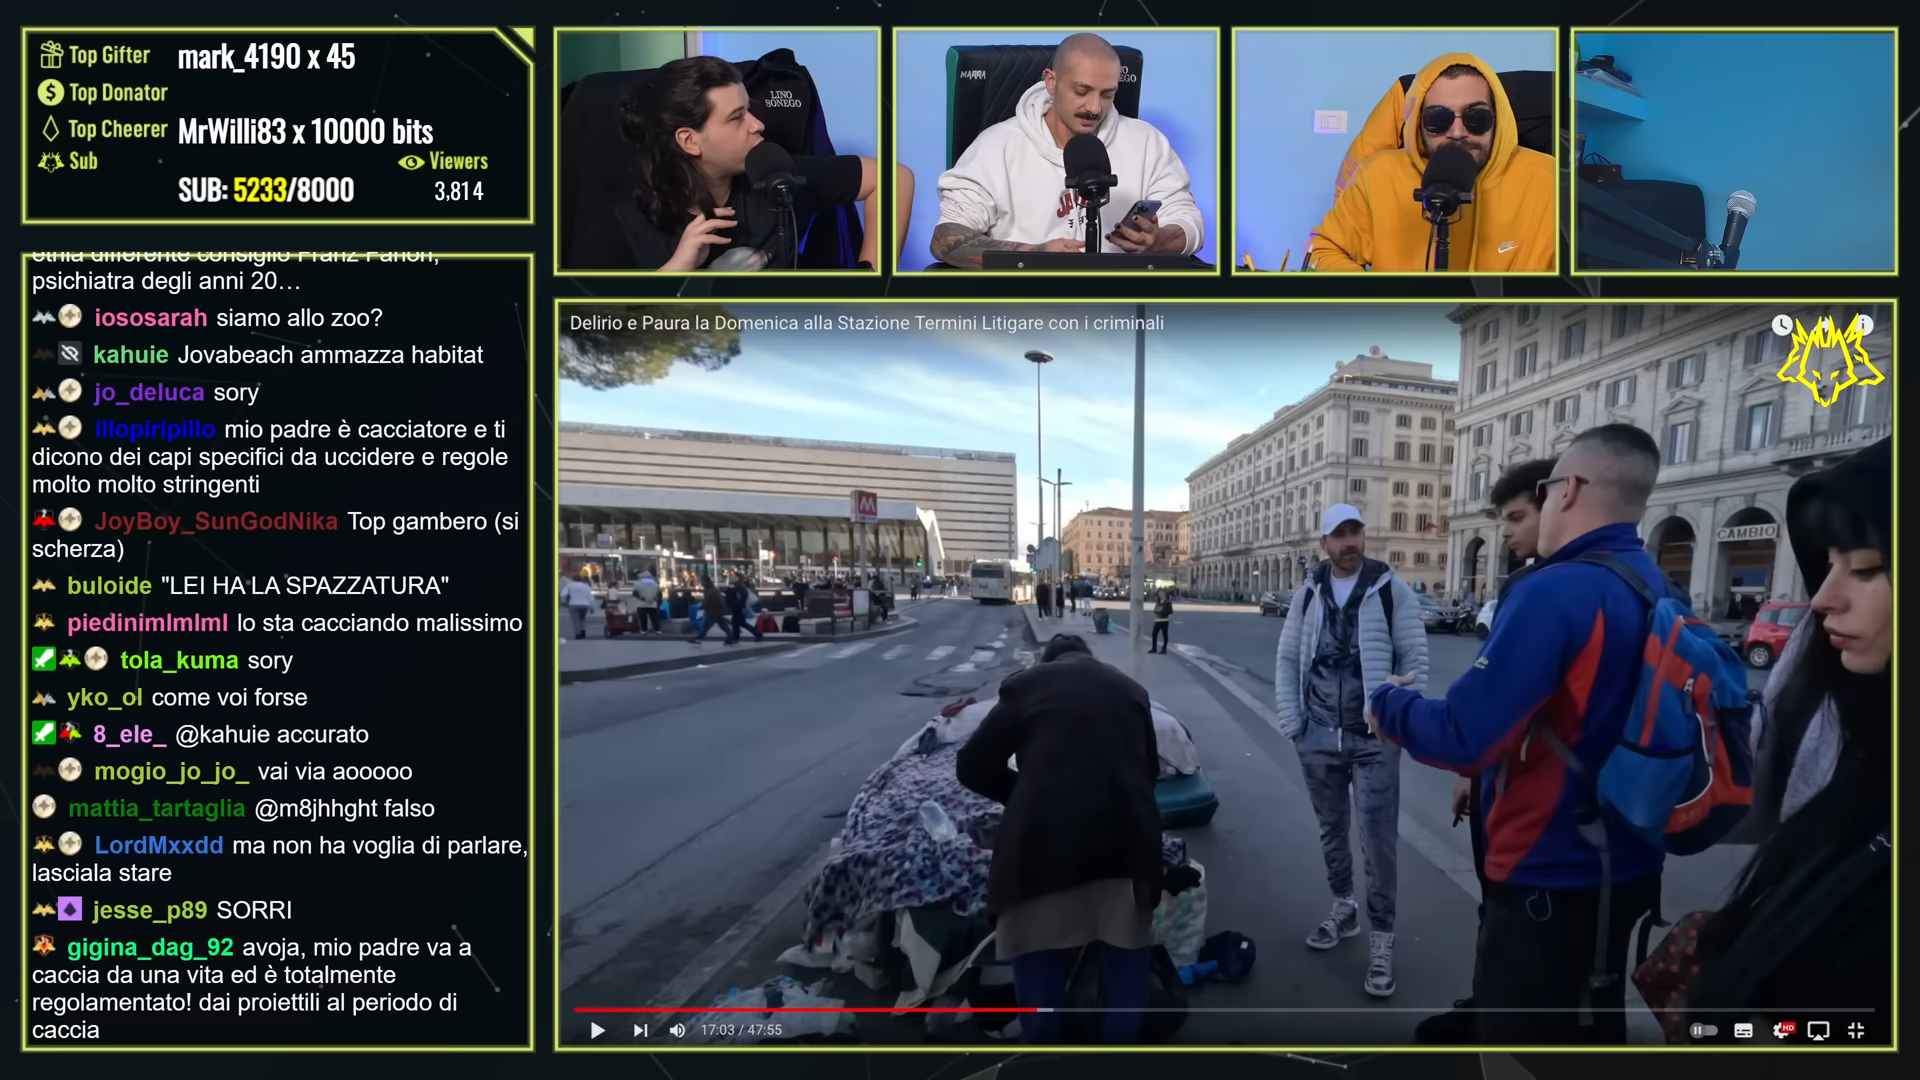 Top Gifter mark_4190 x 45
Top Donator
Top Cheerer MrWilli83 x 10000 bits
Sub Viewers
SUB: 5233/8000 3,814
etnia differente consiglio Franz Fanon,
psichiatra degli anni 20…
iososarah siamo allo zoo?
kahuie Jovabeach ammazza habitat
jo_deluca sory
illopiripillo mio padre è cacciatore e ti
dicono dei capi specifici da uccidere e regole
molto molto stringenti
JoyBoy_SunGodNika Top gambero (si
scherza)
buloide "LEI HA LA SPAZZATURA"
piedinimlmlml lo sta cacciando malissimo
tola_kuma sory
yko_ol come voi forse
8_ele_ @kahuie accurato
mogio_jo_jo_ vai via aooooo
mattia_tartaglia @m8jhhght falso
LordMxxdd ma non ha voglia di parlare,
lasciala stare
jesse_p89 SORRI
gigina_dag_92 avoja, mio padre va a
caccia da una vita ed è totalmente
regolamentato! dai proiettili al periodo di
caccia
LINO
SONEGO
MARRA
Delirio e Paura la Domenica alla Stazione Termini Litigare con i criminali
M
CAMBIO
17:03 / 47:55
HD